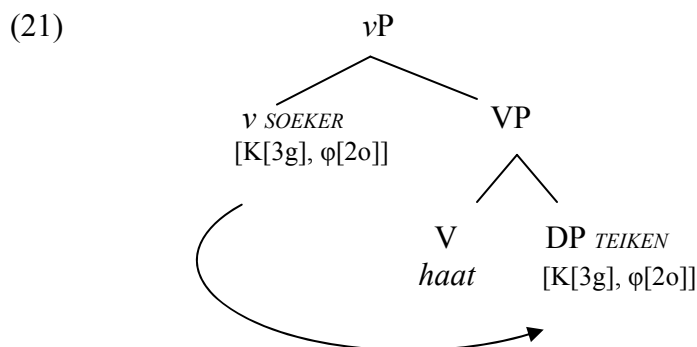 (21) vP
v SOEKER VP
[K[3g], φ[2o]]
V DP TEIKEN
haat [K[3g], φ[2o]]